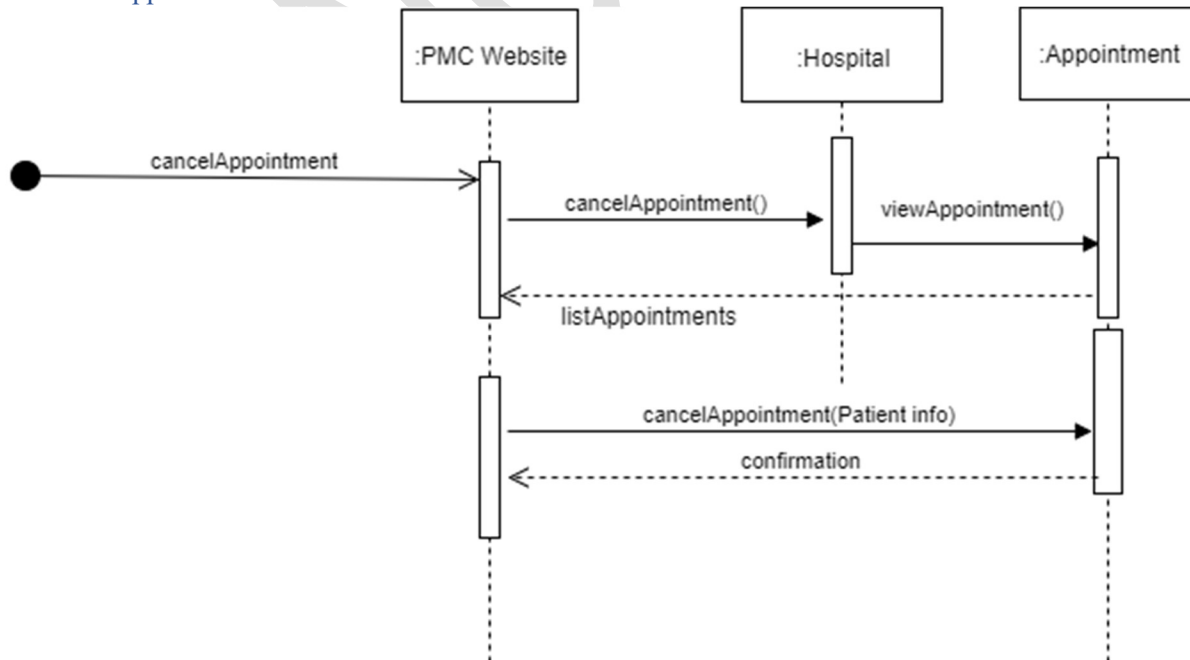 :PMC Website
:Hospital
:Appointment
cancelAppointment
cancelAppointment()
viewAppointment()
listAppointments
cancelAppointment(Patient info)
confirmation